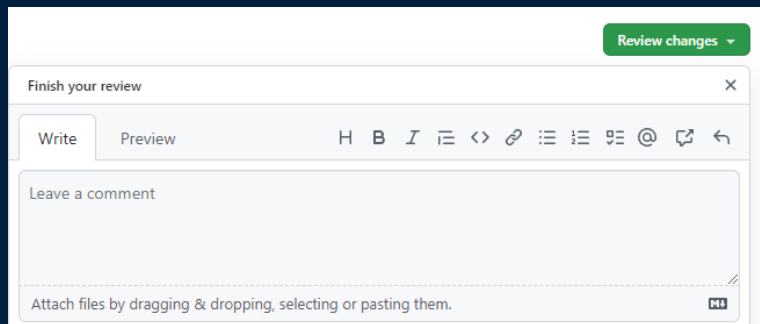 Review changes
Finish your review
Write Preview H B I <> @
Leave a comment
Attach files by dragging & dropping, selecting or pasting them.